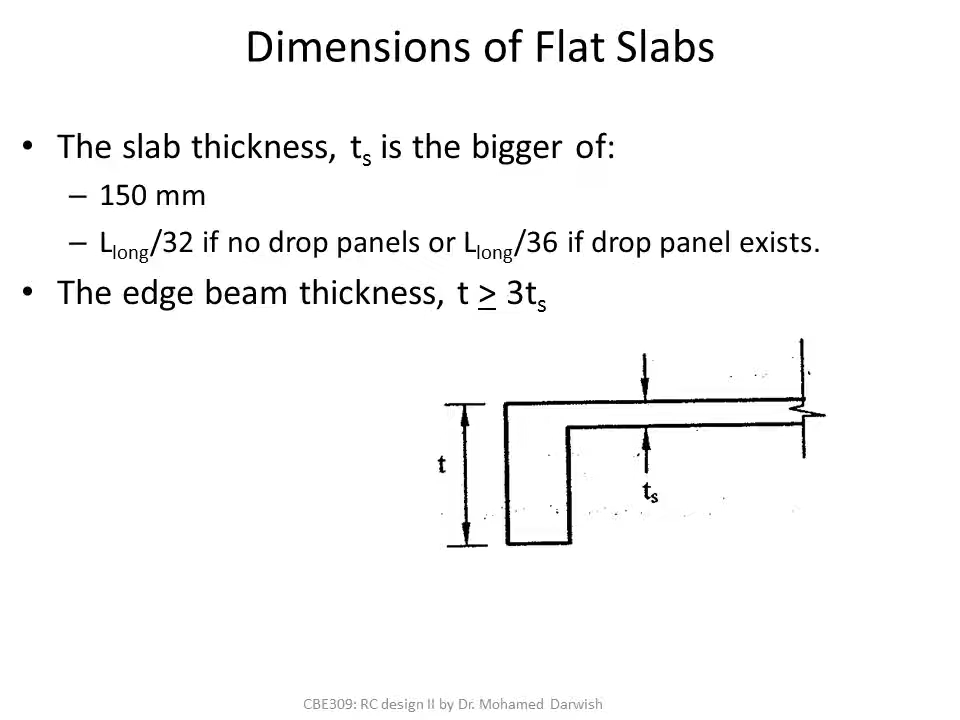 Dimensions of Flat Slabs
• The slab thickness, ts is the bigger of:
– 150 mm
– Llong/32 if no drop panels or Llong/36 if drop panel exists.
• The edge beam thickness, t ≥ 3ts
t
ts
CBE309: RC design II by Dr. Mohamed Darwish